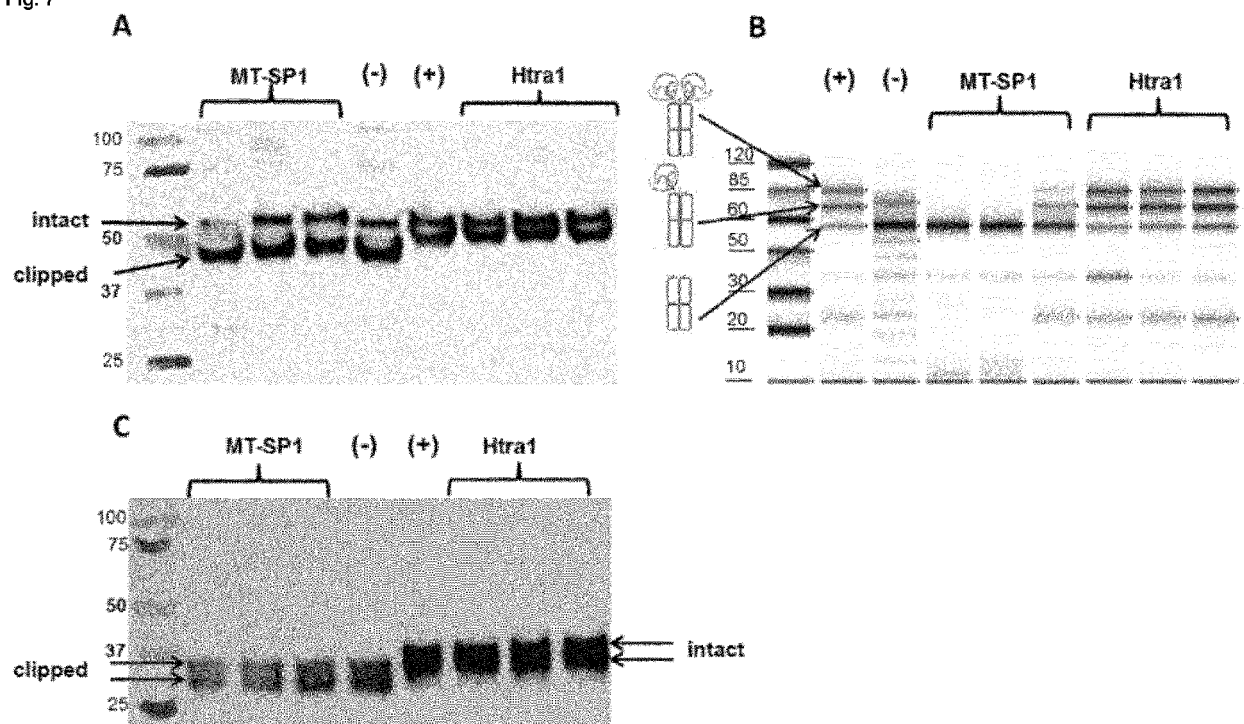 Fig. 7
A
MT-SP1 (-) (+) Htra1
100
75
intact
50
clipped
37
25
B
(+) (-) MT-SP1 Htra1
120
85
60
50
30
20
10
C
MT-SP1 (-) (+) Htra1
100
75
50
37
clipped
intact
25